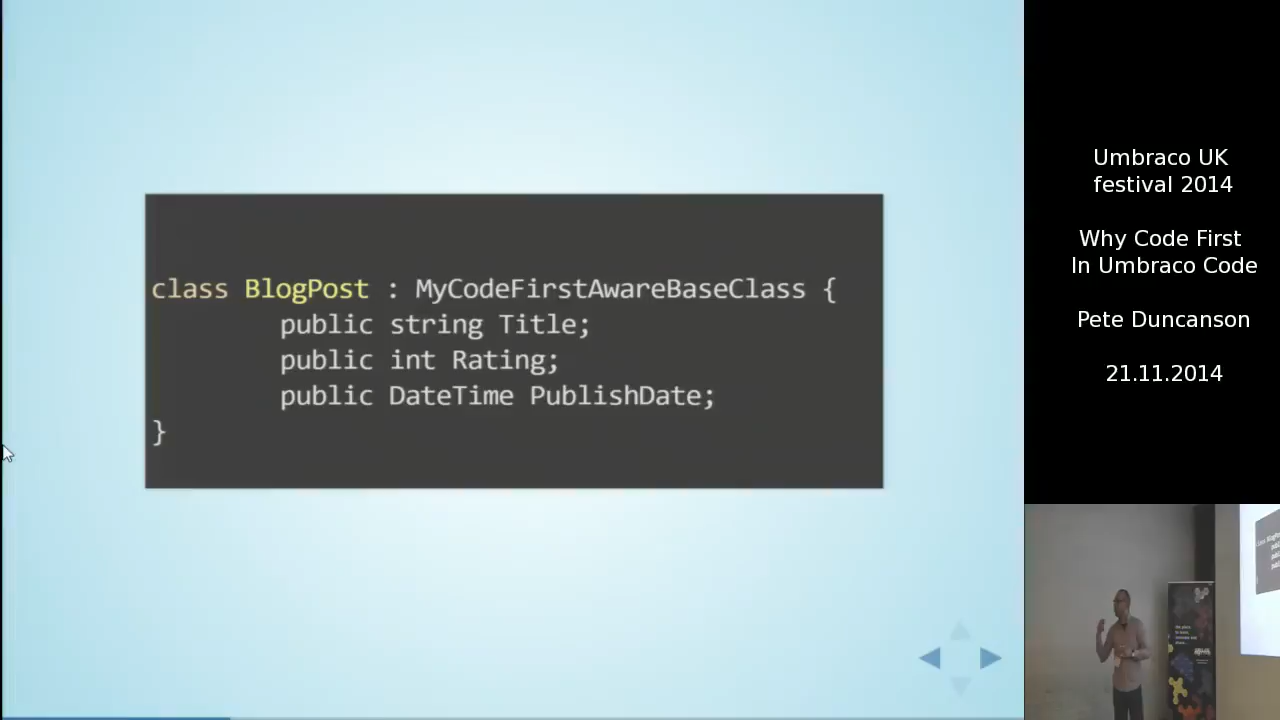 class BlogPost : MyCodeFirstAwareBaseClass {
public string Title;
public int Rating;
public DateTime PublishDate;
}
Umbraco UK
festival 2014
Why Code First
In Umbraco Code
Pete Duncanson
21.11.2014